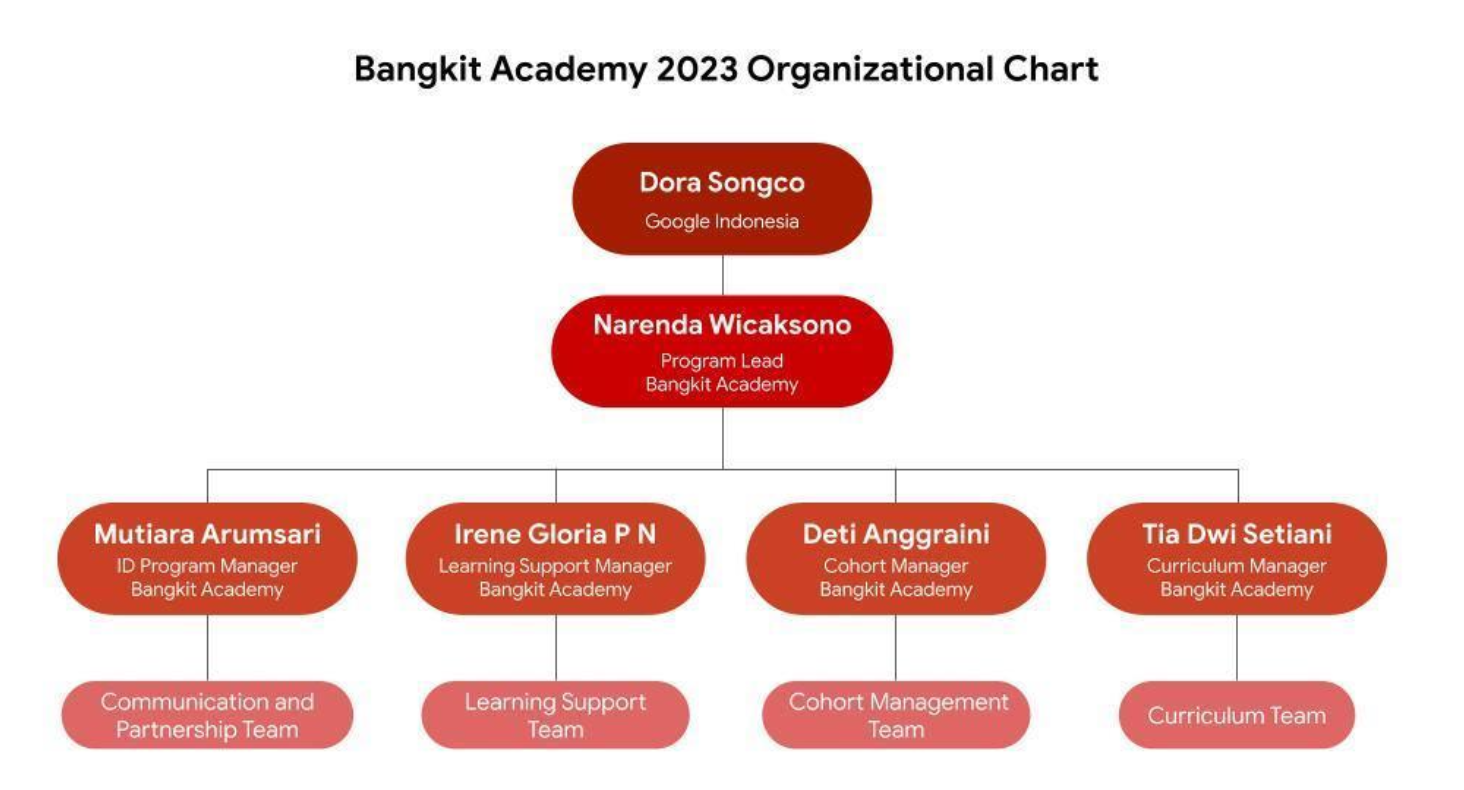 Bangkit Academy 2023 Organizational Chart
Dora Songco
Google Indonesia
Narenda Wicaksono
Program Lead
Bangkit Academy
Mutiara Arumsari
ID Program Manager
Bangkit Academy
Irene Gloria P N
Learning Support Manager
Bangkit Academy
Deti Anggraini
Cohort Manager
Bangkit Academy
Tia Dwi Setiani
Curriculum Manager
Bangkit Academy
Communication and
Partnership Team
Learning Support
Team
Cohort Management
Team
Curriculum Team